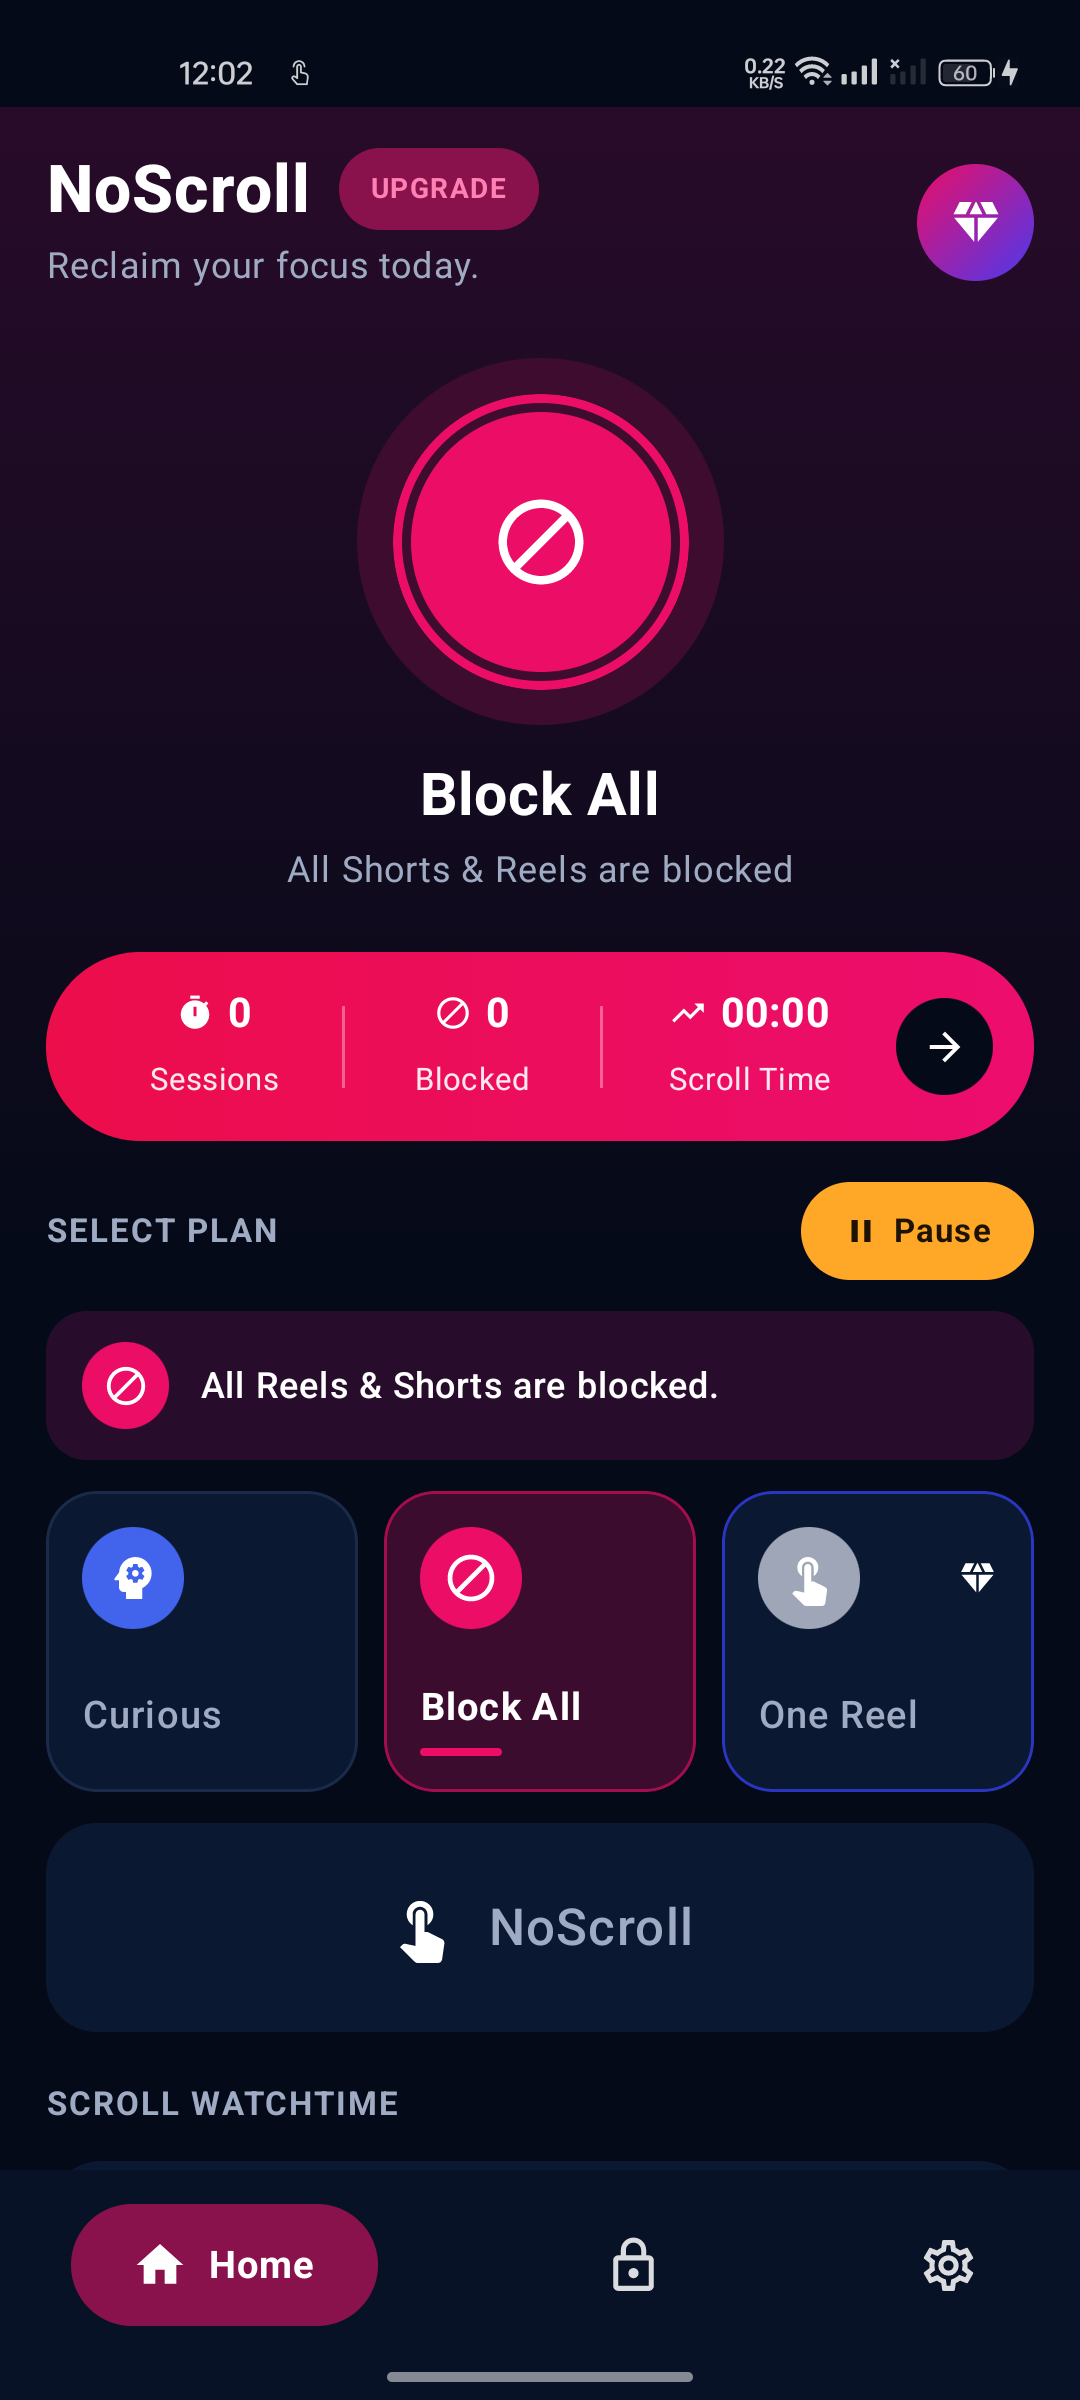 12:02
0.22
KB/S
60
NoScroll
UPGRADE
Reclaim your focus today.
Block All
All Shorts & Reels are blocked
0
Sessions
0
Blocked
00:00
Scroll Time
SELECT PLAN
Pause
All Reels & Shorts are blocked.
Curious
Block All
One Reel
NoScroll
SCROLL WATCHTIME
Home